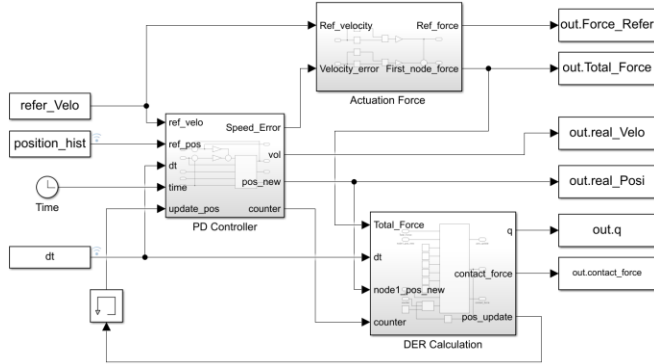 Ref_velocity
Ref_force
out.Force_Refer
Velocity_error
First_node_force
out.Total_Force
Actuation Force
refer_Velo
ref_velo
Speed_Error
out.real_Velo
position_hist
ref_pos
vol
dt
pos_new
out.real_Posi
time
Time
update_pos
counter
PD Controller
Total_Force
q
out.q
dt
dt
contact_force
out.contact_force
node1_pos_new
counter
pos_update
DER Calculation